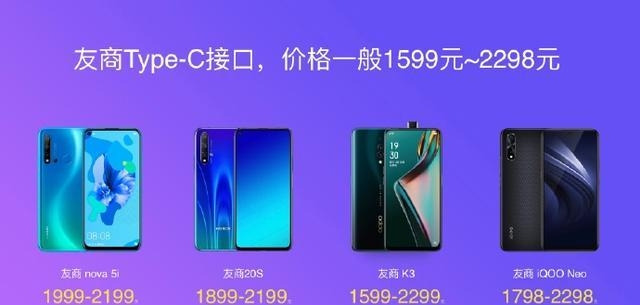 友商Type-C接口，价格一般1599元~2298元
19
30
08:08
oppo
友商 nova 5i
友商20S
友商 K3
友商 iQOO Neo
1999-2199元
1899-2199元
1599-2299元
1798-2298元